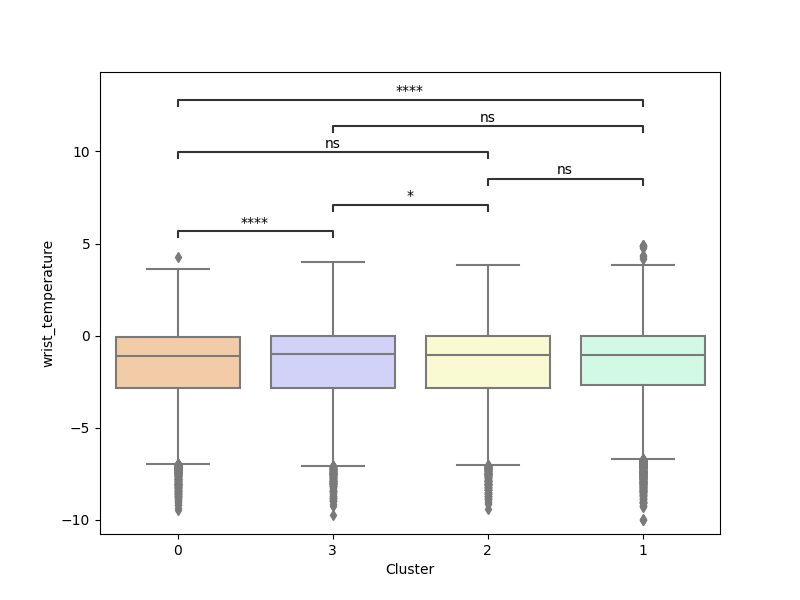 ****
ns
ns
ns
*
****
10
5
0
−5
−10
wrist_temperature
0 3 2 1
Cluster